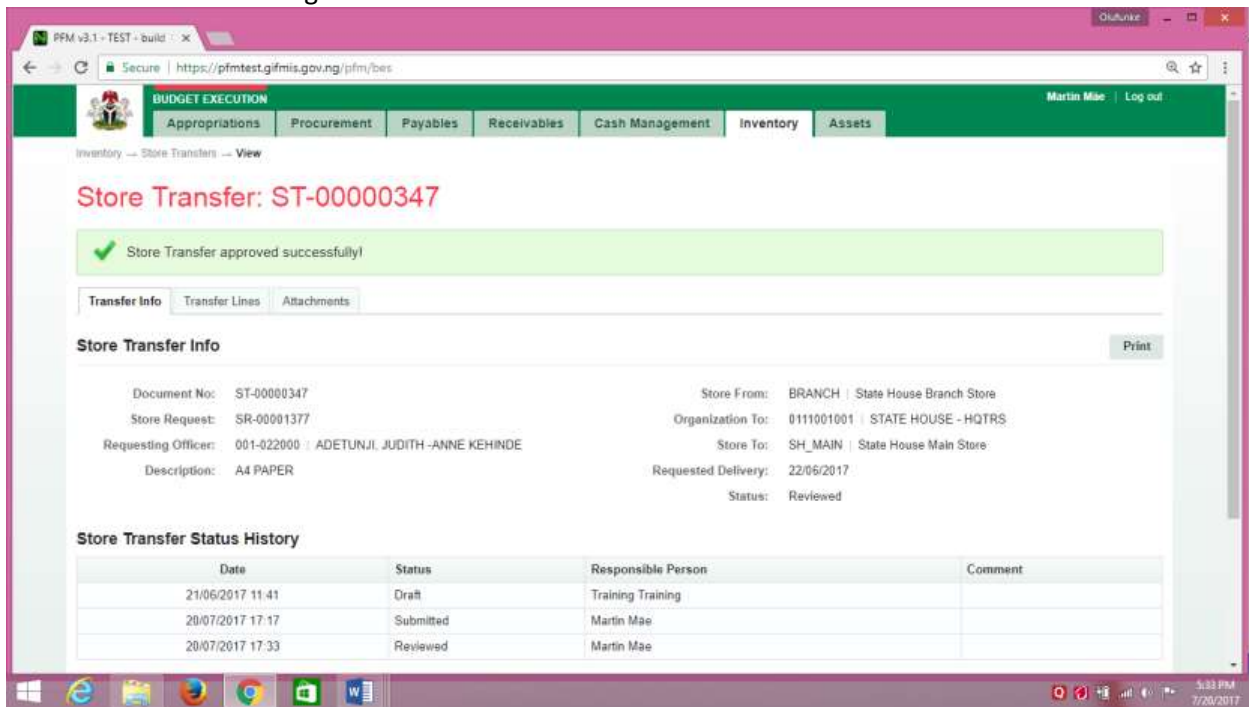 Olufunke
PFM v3.1 - TEST - build
Secure | https://pfmtest.gifmis.gov.ng/pfm/bes
BUDGET EXECUTION
Martin Mäe | Log out
Appropriations Procurement Payables Receivables Cash Management Inventory Assets
Inventory → Store Transfers → View
Store Transfer: ST-00000347
Store Transfer approved successfully!
Transfer Info Transfer Lines Attachments
Store Transfer Info
Print
Document No: ST-00000347 Store From: BRANCH | State House Branch Store
Store Request: SR-00001377 Organization To: 0111001001 | STATE HOUSE - HQTRS
Requesting Officer: 001-022000 | ADETUNJI, JUDITH -ANNE KEHINDE Store To: SH_MAIN | State House Main Store
Description: A4 PAPER Requested Delivery: 22/06/2017
Status: Reviewed
Store Transfer Status History
Date Status Responsible Person Comment
21/06/2017 11:41 Draft Training Training
20/07/2017 17:17 Submitted Martin Mäe
20/07/2017 17:33 Reviewed Martin Mäe
5:33 PM
7/20/2017